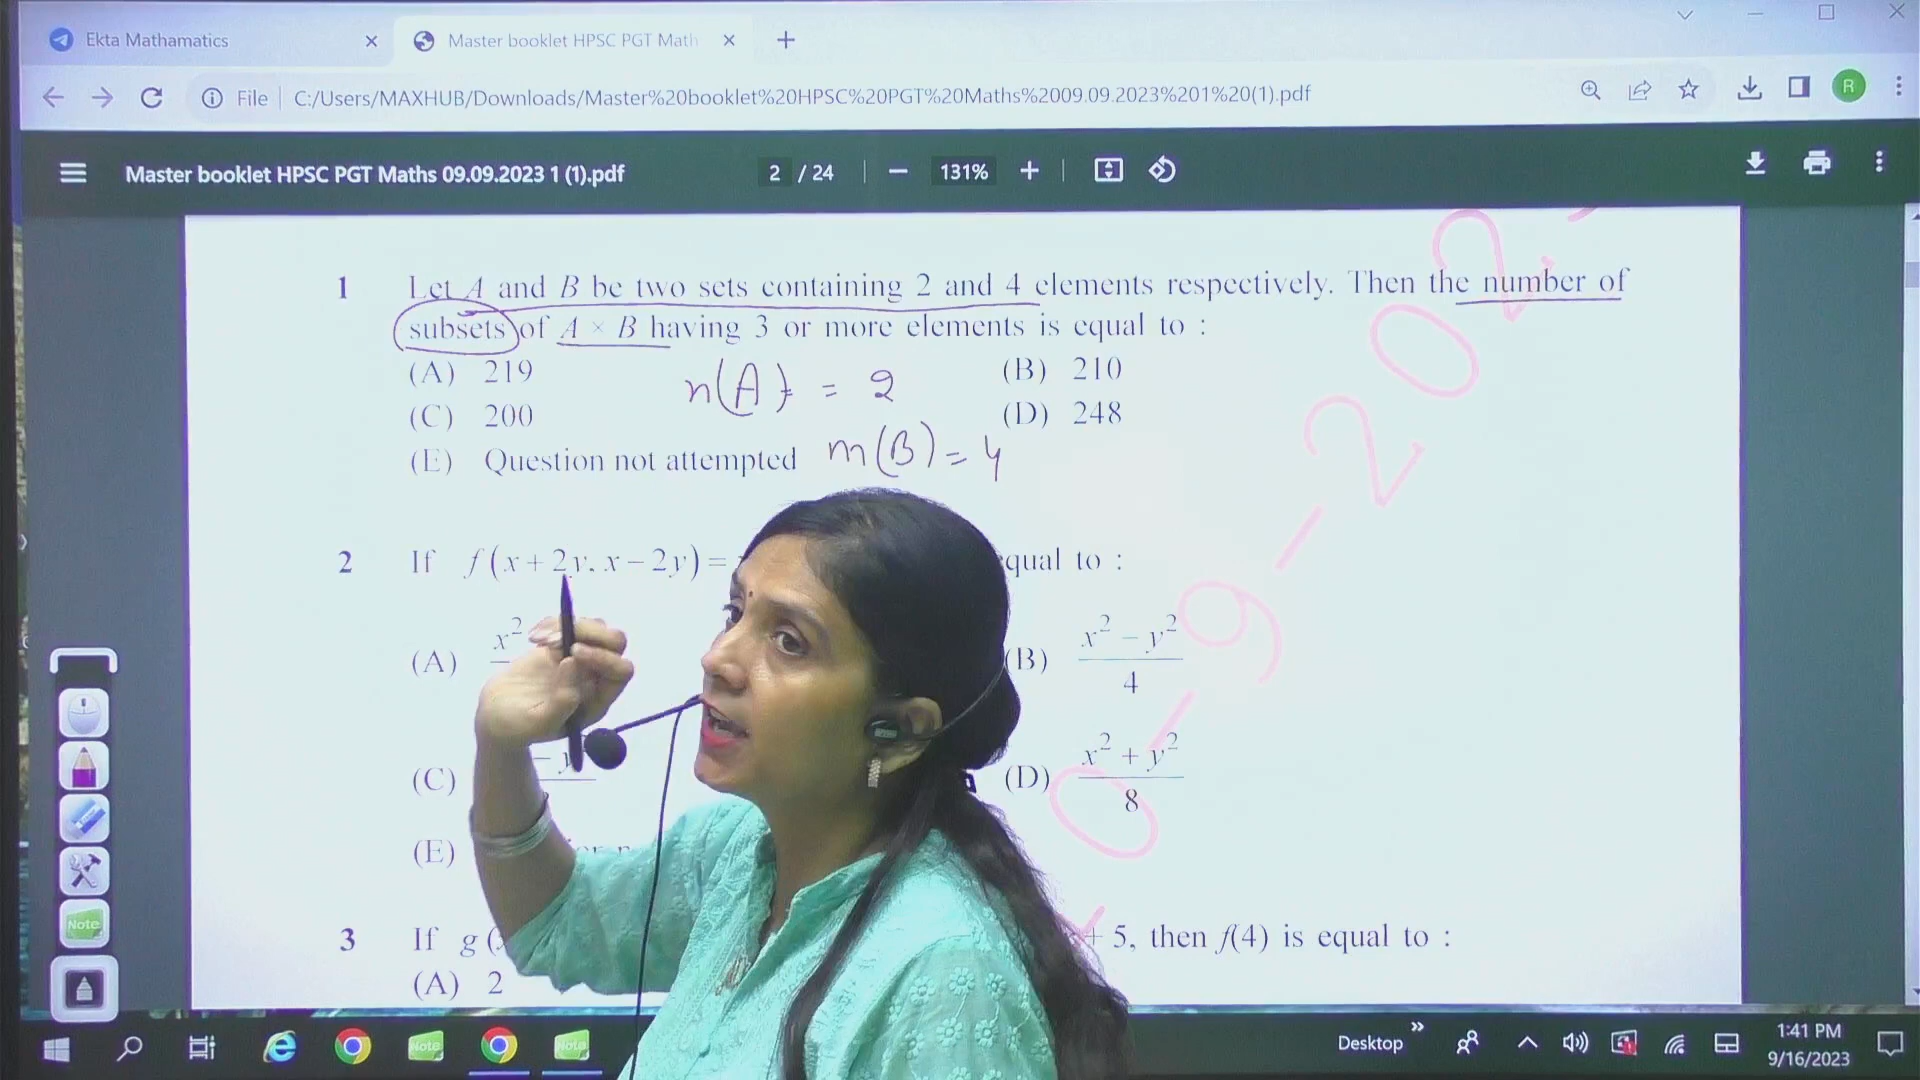 Ekta Mathamatics
Master booklet HPSC PGT Math
File
C:/Users/MAXHUB/Downloads/Master%20booklet%20HPSC%20PGT%20Maths%2009.09.2023%201%20(1).pdf
R
Master booklet HPSC PGT Maths 09.09.2023 1 (1).pdf
2 / 24
131%
1 Let A and B be two sets containing 2 and 4 elements respectively. Then the number of
subsets of A × B having 3 or more elements is equal to :
(A) 219 (B) 210
n(A) = 2
(C) 200 (D) 248
(E) Question not attempted
m(B) = 4
2 If f(x + 2y, x − 2y) = qual to :
(A) x² (B) x² − y² / 4
(C) − y (D) x² + y² / 8
(E)
3 If g ( + 5, then f(4) is equal to :
(A) 2
9-202
Note
Note
Note
Desktop
1:41 PM
9/16/2023